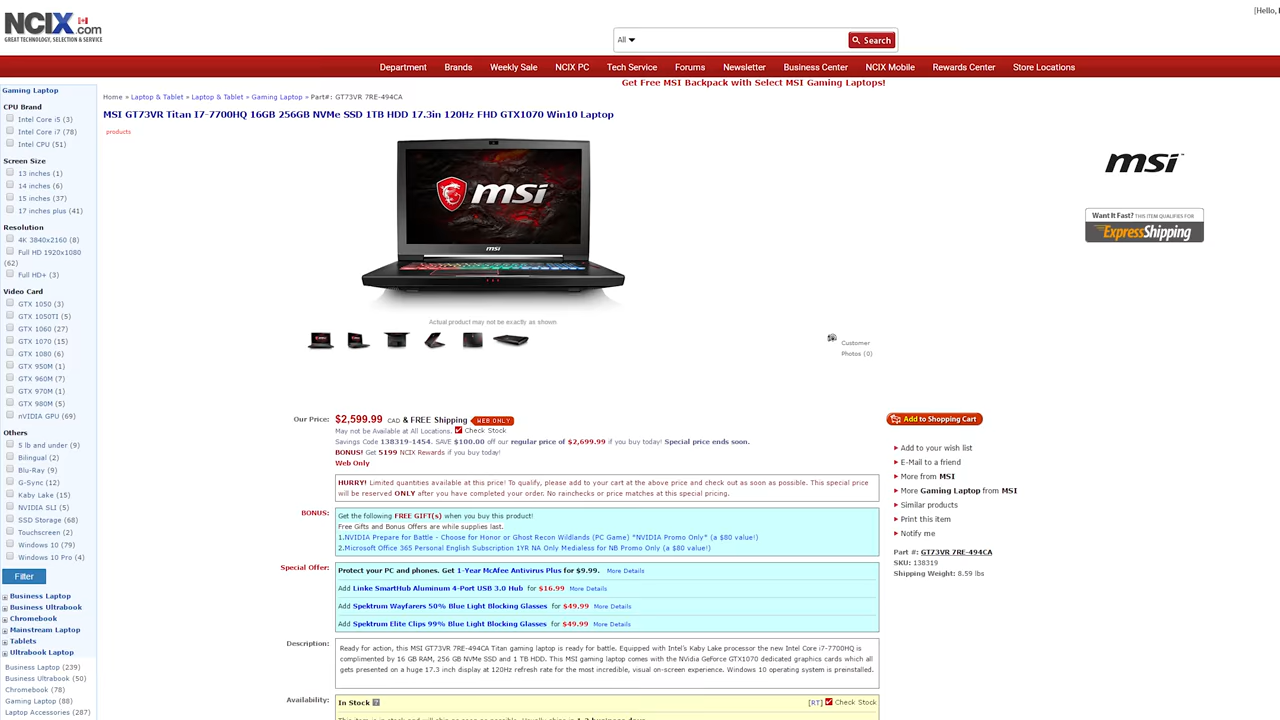 NCIX.com
GREAT TECHNOLOGY, SELECTION & SERVICE
[Hello,
All
Search
Department Brands Weekly Sale NCIX PC Tech Service Forums Newsletter Business Center NCIX Mobile Rewards Center Store Locations
Get Free MSI Backpack with Select MSI Gaming Laptops!
Gaming Laptop
CPU Brand
Intel Core i5 (3)
Intel Core i7 (78)
Intel CPU (51)
Screen Size
13 inches (1)
14 inches (6)
15 inches (37)
17 inches plus (41)
Resolution
4K 3840x2160 (8)
Full HD 1920x1080
(62)
Full HD+ (3)
Video Card
GTX 1050 (3)
GTX 1050TI (5)
GTX 1060 (27)
GTX 1070 (15)
GTX 1080 (6)
GTX 950M (1)
GTX 960M (7)
GTX 970M (1)
GTX 980M (5)
nVIDIA GPU (69)
Others
5 lb and under (9)
Bilingual (2)
Blu-Ray (9)
G-Sync (12)
Kaby Lake (15)
NVIDIA SLI (5)
SSD Storage (68)
Touchscreen (2)
Windows 10 (79)
Windows 10 Pro (4)
Filter
Business Laptop
Business Ultrabook
Chromebook
Mainstream Laptop
Tablets
Ultrabook Laptop
Business Laptop (239)
Business Ultrabook (50)
Chromebook (78)
Gaming Laptop (88)
Laptop Accessories (287)
Home » Laptop & Tablet » Laptop & Tablet » Gaming Laptop » Part#: GT73VR 7RE-494CA
MSI GT73VR Titan I7-7700HQ 16GB 256GB NVMe SSD 1TB HDD 17.3in 120Hz FHD GTX1070 Win10 Laptop
products
msi
msi
Actual product may not be exactly as shown
Customer
Photos (0)
msi
Want It Fast? THIS ITEM QUALIFIES FOR
ExpressShipping
Our Price: $2,599.99 CAD & FREE Shipping WEB ONLY
May not be Available at All Locations. Check Stock
Savings Code 138319-1454. SAVE $100.00 off our regular price of $2,699.99 if you buy today! Special price ends soon.
BONUS! Get 5199 NCIX Rewards if you buy today!
Web Only
HURRY! Limited quantities available at this price! To qualify, please add to your cart at the above price and check out as soon as possible. This special price
will be reserved ONLY after you have completed your order. No rainchecks or price matches at this special pricing.
BONUS: Get the following FREE GIFT(s) when you buy this product!
Free Gifts and Bonus Offers are while supplies last.
1.NVIDIA Prepare for Battle - Choose for Honor or Ghost Recon Wildlands (PC Game) *NVIDIA Promo Only* (a $80 value!)
2.Microsoft Office 365 Personal English Subscription 1YR NA Only Medialess for NB Promo Only (a $80 value!)
Special Offer: Protect your PC and phones. Get 1-Year McAfee Antivirus Plus for $9.99. More Details
Add Linke SmartHub Aluminum 4-Port USB 3.0 Hub for $16.99 More Details
Add Spektrum Wayfarers 50% Blue Light Blocking Glasses for $49.99 More Details
Add Spektrum Elite Clips 99% Blue Light Blocking Glasses for $49.99 More Details
Description: Ready for action, this MSI GT73VR 7RE-494CA Titan gaming laptop is ready for battle. Equipped with Intel's Kaby Lake processor the new Intel Core i7-7700HQ is
complimented by 16 GB RAM, 256 GB NVMe SSD and 1 TB HDD. This MSI gaming laptop comes with the NVidia GeForce GTX1070 dedicated graphics cards which all
gets presented on a huge 17.3 inch display at 120Hz refresh rate for the most incredible, visual on-screen experience. Windows 10 operating system is preinstalled.
Availability: In Stock ? [RT] Check Stock
This item is in stock and will ship as soon as possible. Usually ships in 1-2 business days.
Add to Shopping Cart
Add to your wish list
E-Mail to a friend
More from MSI
More Gaming Laptop from MSI
Similar products
Print this item
Notify me
Part #: GT73VR 7RE-494CA
SKU: 138319
Shipping Weight: 8.59 lbs